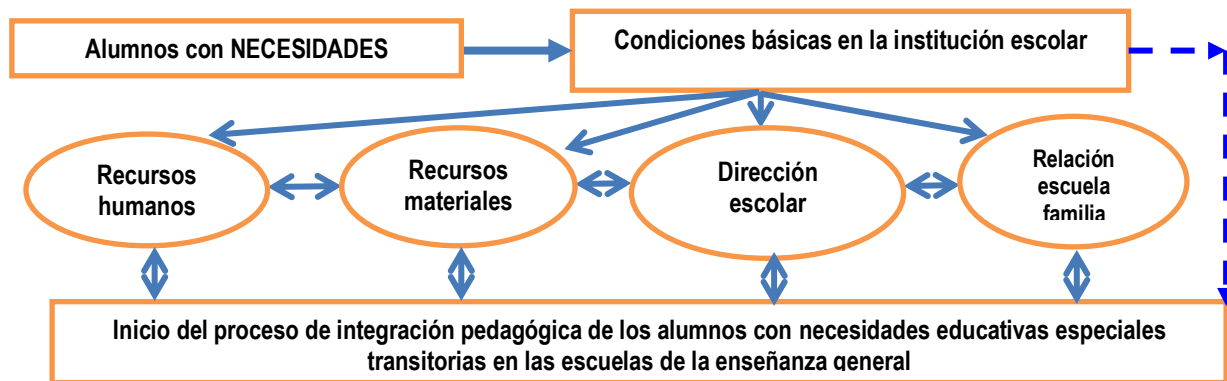 Alumnos con NECESIDADES
Condiciones básicas en la institución escolar
Recursos
humanos
Recursos
materiales
Dirección
escolar
Relación
escuela
familia
Inicio del proceso de integración pedagógica de los alumnos con necesidades educativas especiales
transitorias en las escuelas de la enseñanza general